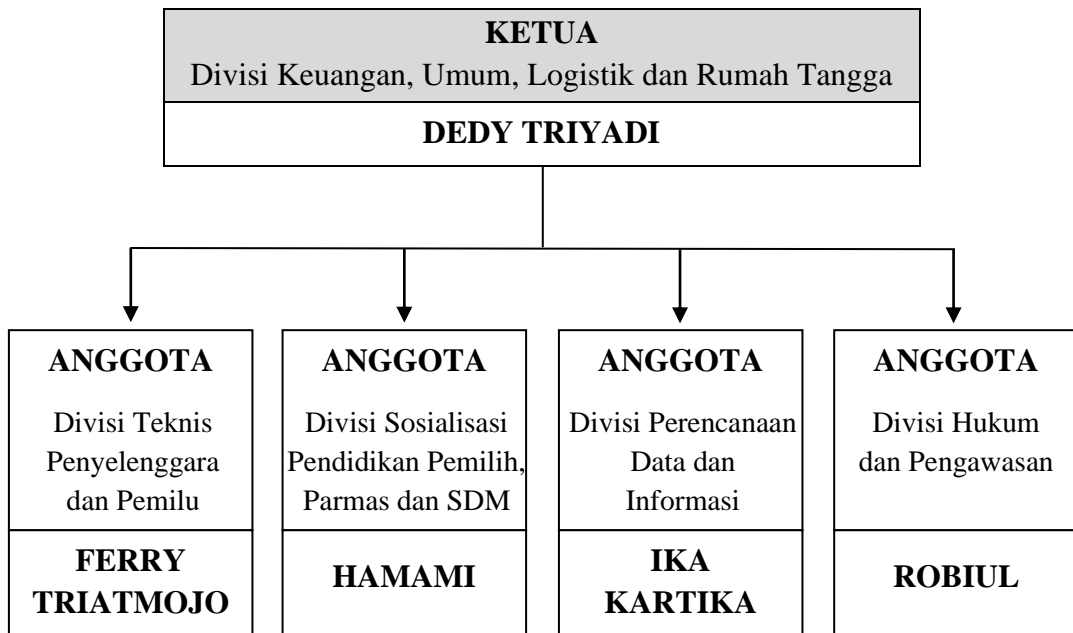 KETUA
Divisi Keuangan, Umum, Logistik dan Rumah Tangga
DEDY TRIYADI
ANGGOTA
Divisi Teknis
Penyelenggara
dan Pemilu
FERRY
TRIATMOJO
ANGGOTA
Divisi Sosialisasi
Pendidikan Pemilih,
Parmas dan SDM
HAMAMI
ANGGOTA
Divisi Perencanaan
Data dan
Informasi
IKA
KARTIKA
ANGGOTA
Divisi Hukum
dan Pengawasan
ROBIUL